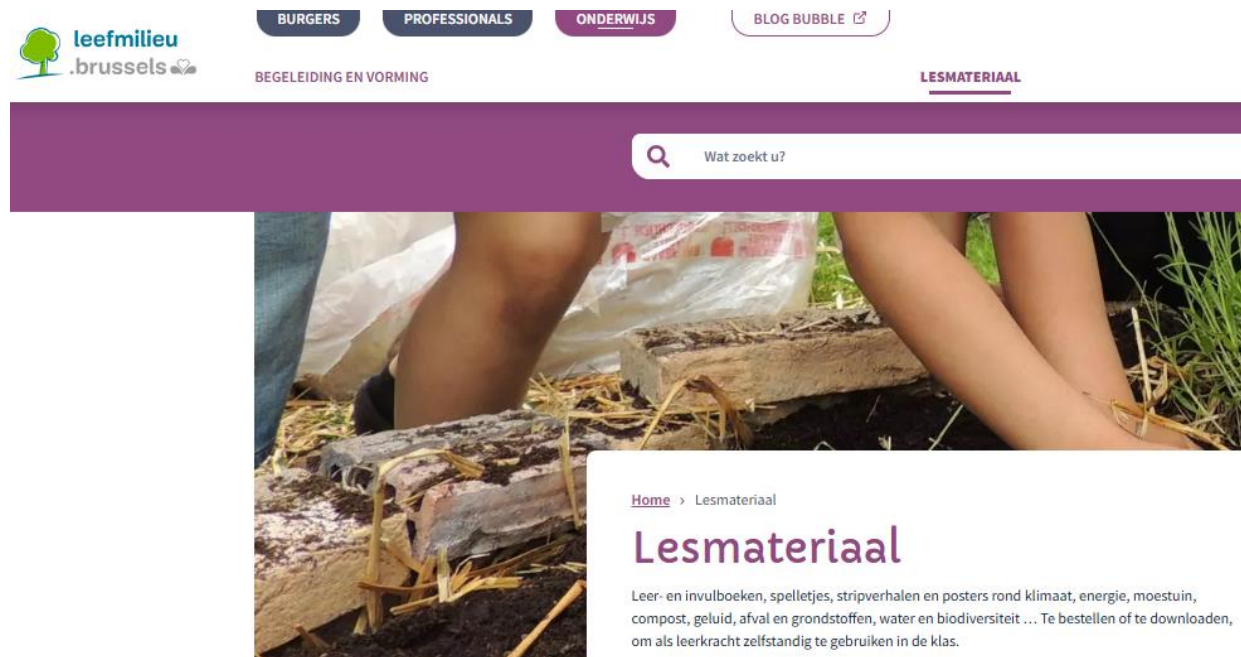 leefmilieu
.brussels
BURGERS
PROFESSIONALS
ONDERWIJS
BLOG BUBBLE
BEGELEIDING EN VORMING
LESMATERIAAL
Wat zoekt u?
Home > Lesmateriaal
Lesmateriaal
Leer- en invulboeken, spelletjes, stripverhalen en posters rond klimaat, energie, moestuin,
compost, geluid, afval en grondstoffen, water en biodiversiteit … Te bestellen of te downloaden,
om als leerkracht zelfstandig te gebruiken in de klas.